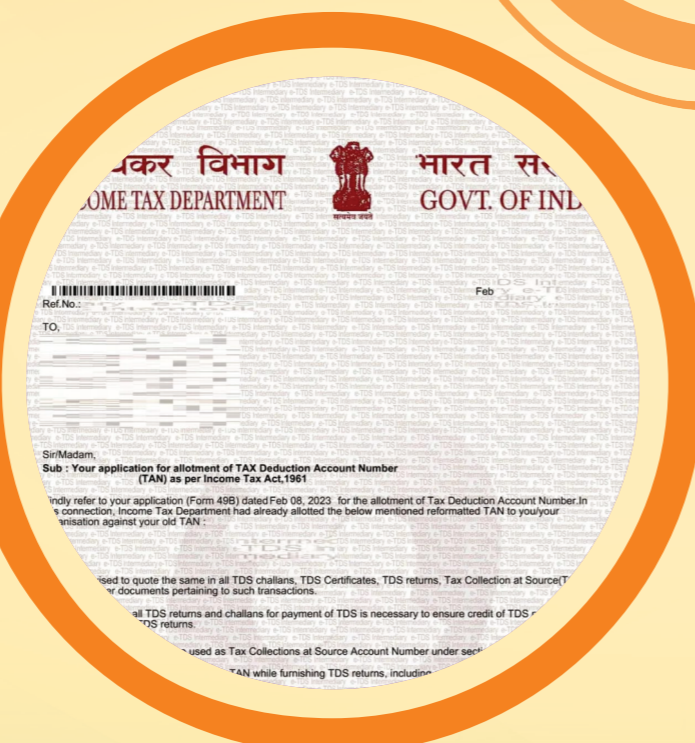 यकर विभाग
भारत सर
OME TAX DEPARTMENT
GOVT. OF IND
सत्यमेव जयते
Feb
Ref.No.:
TO,
Sir/Madam,
Sub : Your application for allotment of TAX Deduction Account Number
(TAN) as per Income Tax Act,1961
indly refer to your application (Form 49B) dated Feb 08, 2023 for the allotment of Tax Deduction Account Number.In
s connection, Income Tax Department had already allotted the below mentioned reformatted TAN to you/your
anisation against your old TAN :
ised to quote the same in all TDS challans, TDS Certificates, TDS returns, Tax Collection at Source(T
r documents pertaining to such transactions.
all TDS returns and challans for payment of TDS is necessary to ensure credit of TDS
TDS returns.
used as Tax Collections at Source Account Number under secti
TAN while furnishing TDS returns, including